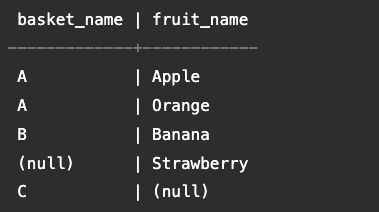 basket_name | fruit_name
-------------+------------
A | Apple
A | Orange
B | Banana
(null) | Strawberry
C | (null)